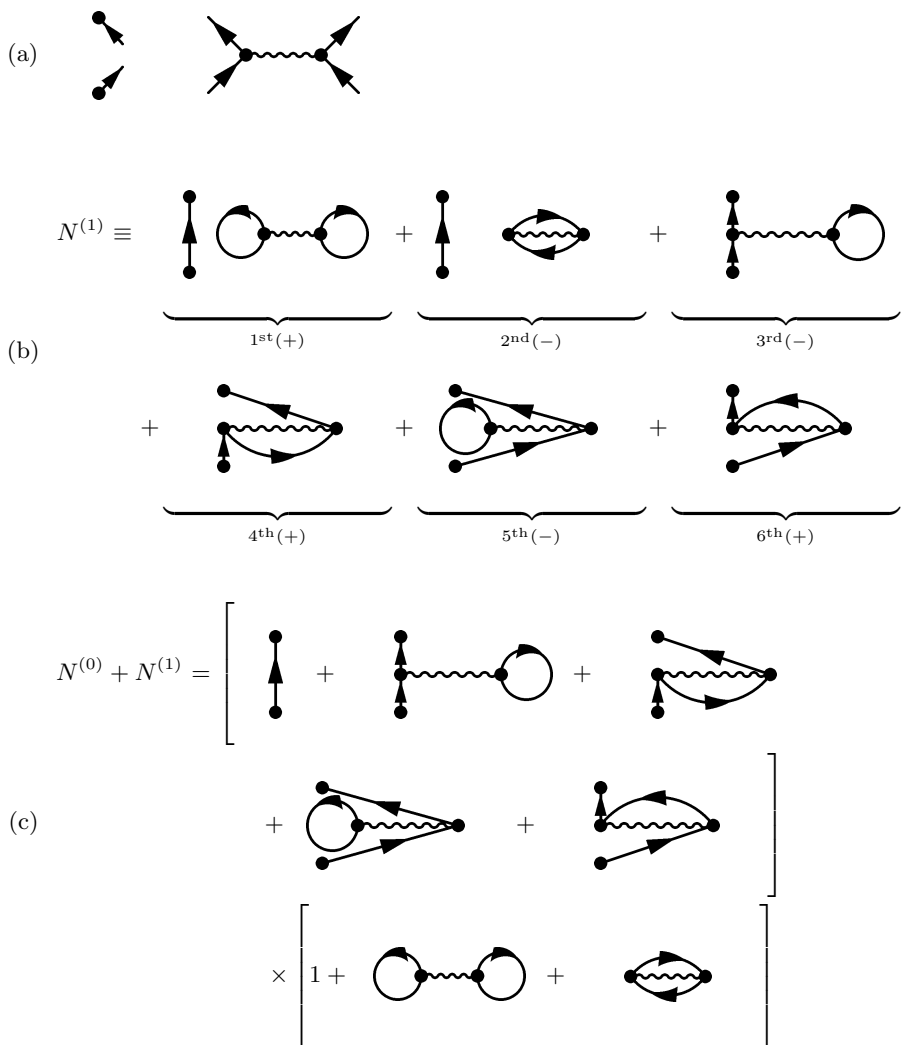 (a)
N^{(1)} ≡ + +
1^{st}(+) 2^{nd}(−) 3^{rd}(−)
(b)
+ + +
4^{th}(+) 5^{th}(−) 6^{th}(+)
N^{(0)} + N^{(1)} = [ + +
(c)
+ + ]
× [ 1 + + ]